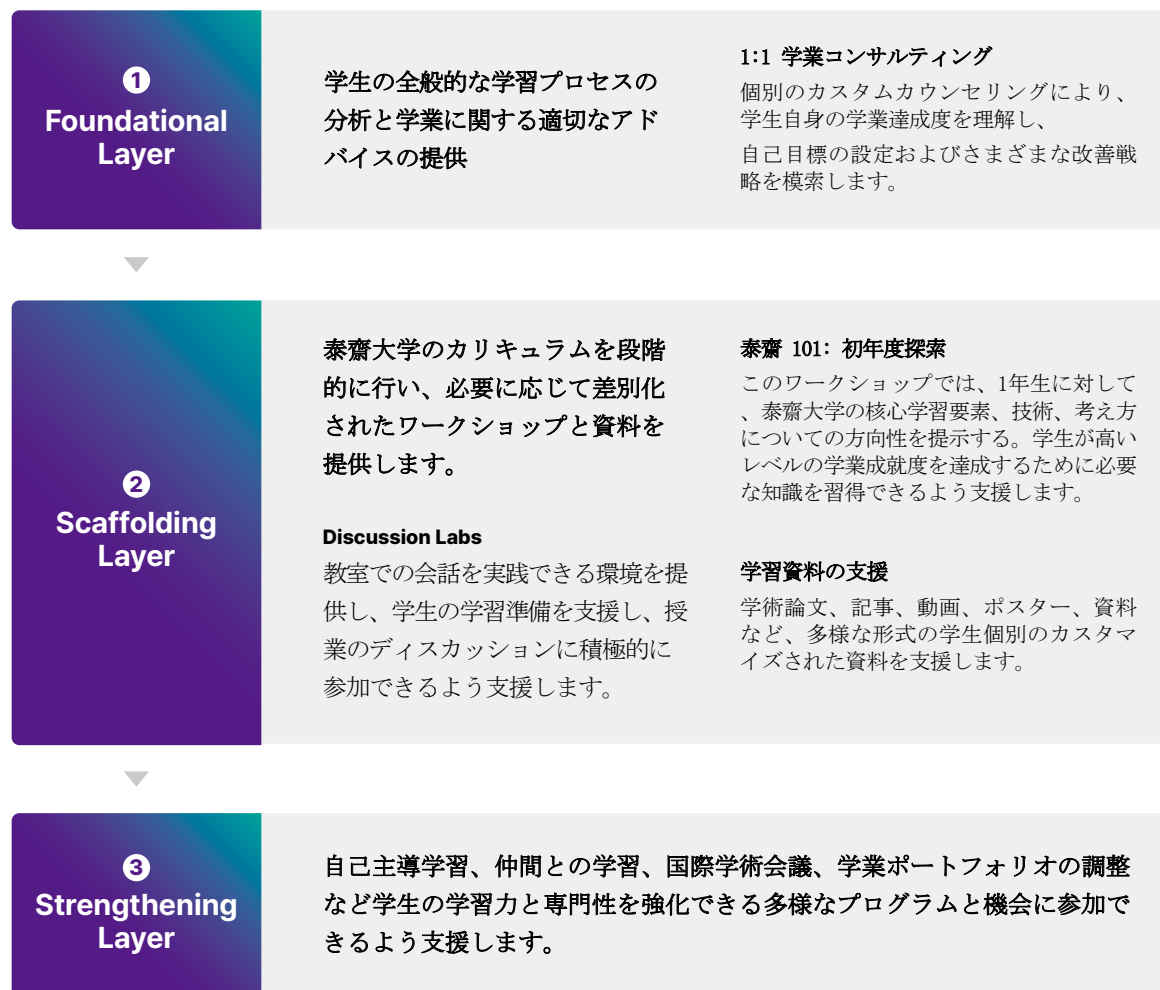 1
Foundational
Layer
学生の全般的な学習プロセスの
分析と学業に関する適切なアド
バイスの提供
1:1 学業コンサルティング
個別のカスタムカウンセリングにより、
学生自身の学業達成度を理解し、
自己目標の設定およびさまざまな改善戦
略を模索します。
2
Scaffolding
Layer
泰齋大学のカリキュラムを段階
的に行い、必要に応じて差別化
されたワークショップと資料を
提供します。
Discussion Labs
教室での会話を実践できる環境を提
供し、学生の学習準備を支援し、授
業のディスカッションに積極的に
参加できるよう支援します。
泰齋 101: 初年度探索
このワークショップでは、1年生に対して
、泰齋大学の核心学習要素、技術、考え方
についての方向性を提示する。学生が高い
レベルの学業成就度を達成するために必要
な知識を習得できるよう支援します。
学習資料の支援
学術論文、記事、動画、ポスター、資料
など、多様な形式の学生個別のカスタマ
イズされた資料を支援します。
3
Strengthening
Layer
自己主導学習、仲間との学習、国際学術会議、学業ポートフォリオの調整
など学生の学習力と専門性を強化できる多様なプログラムと機会に参加で
きるよう支援します。